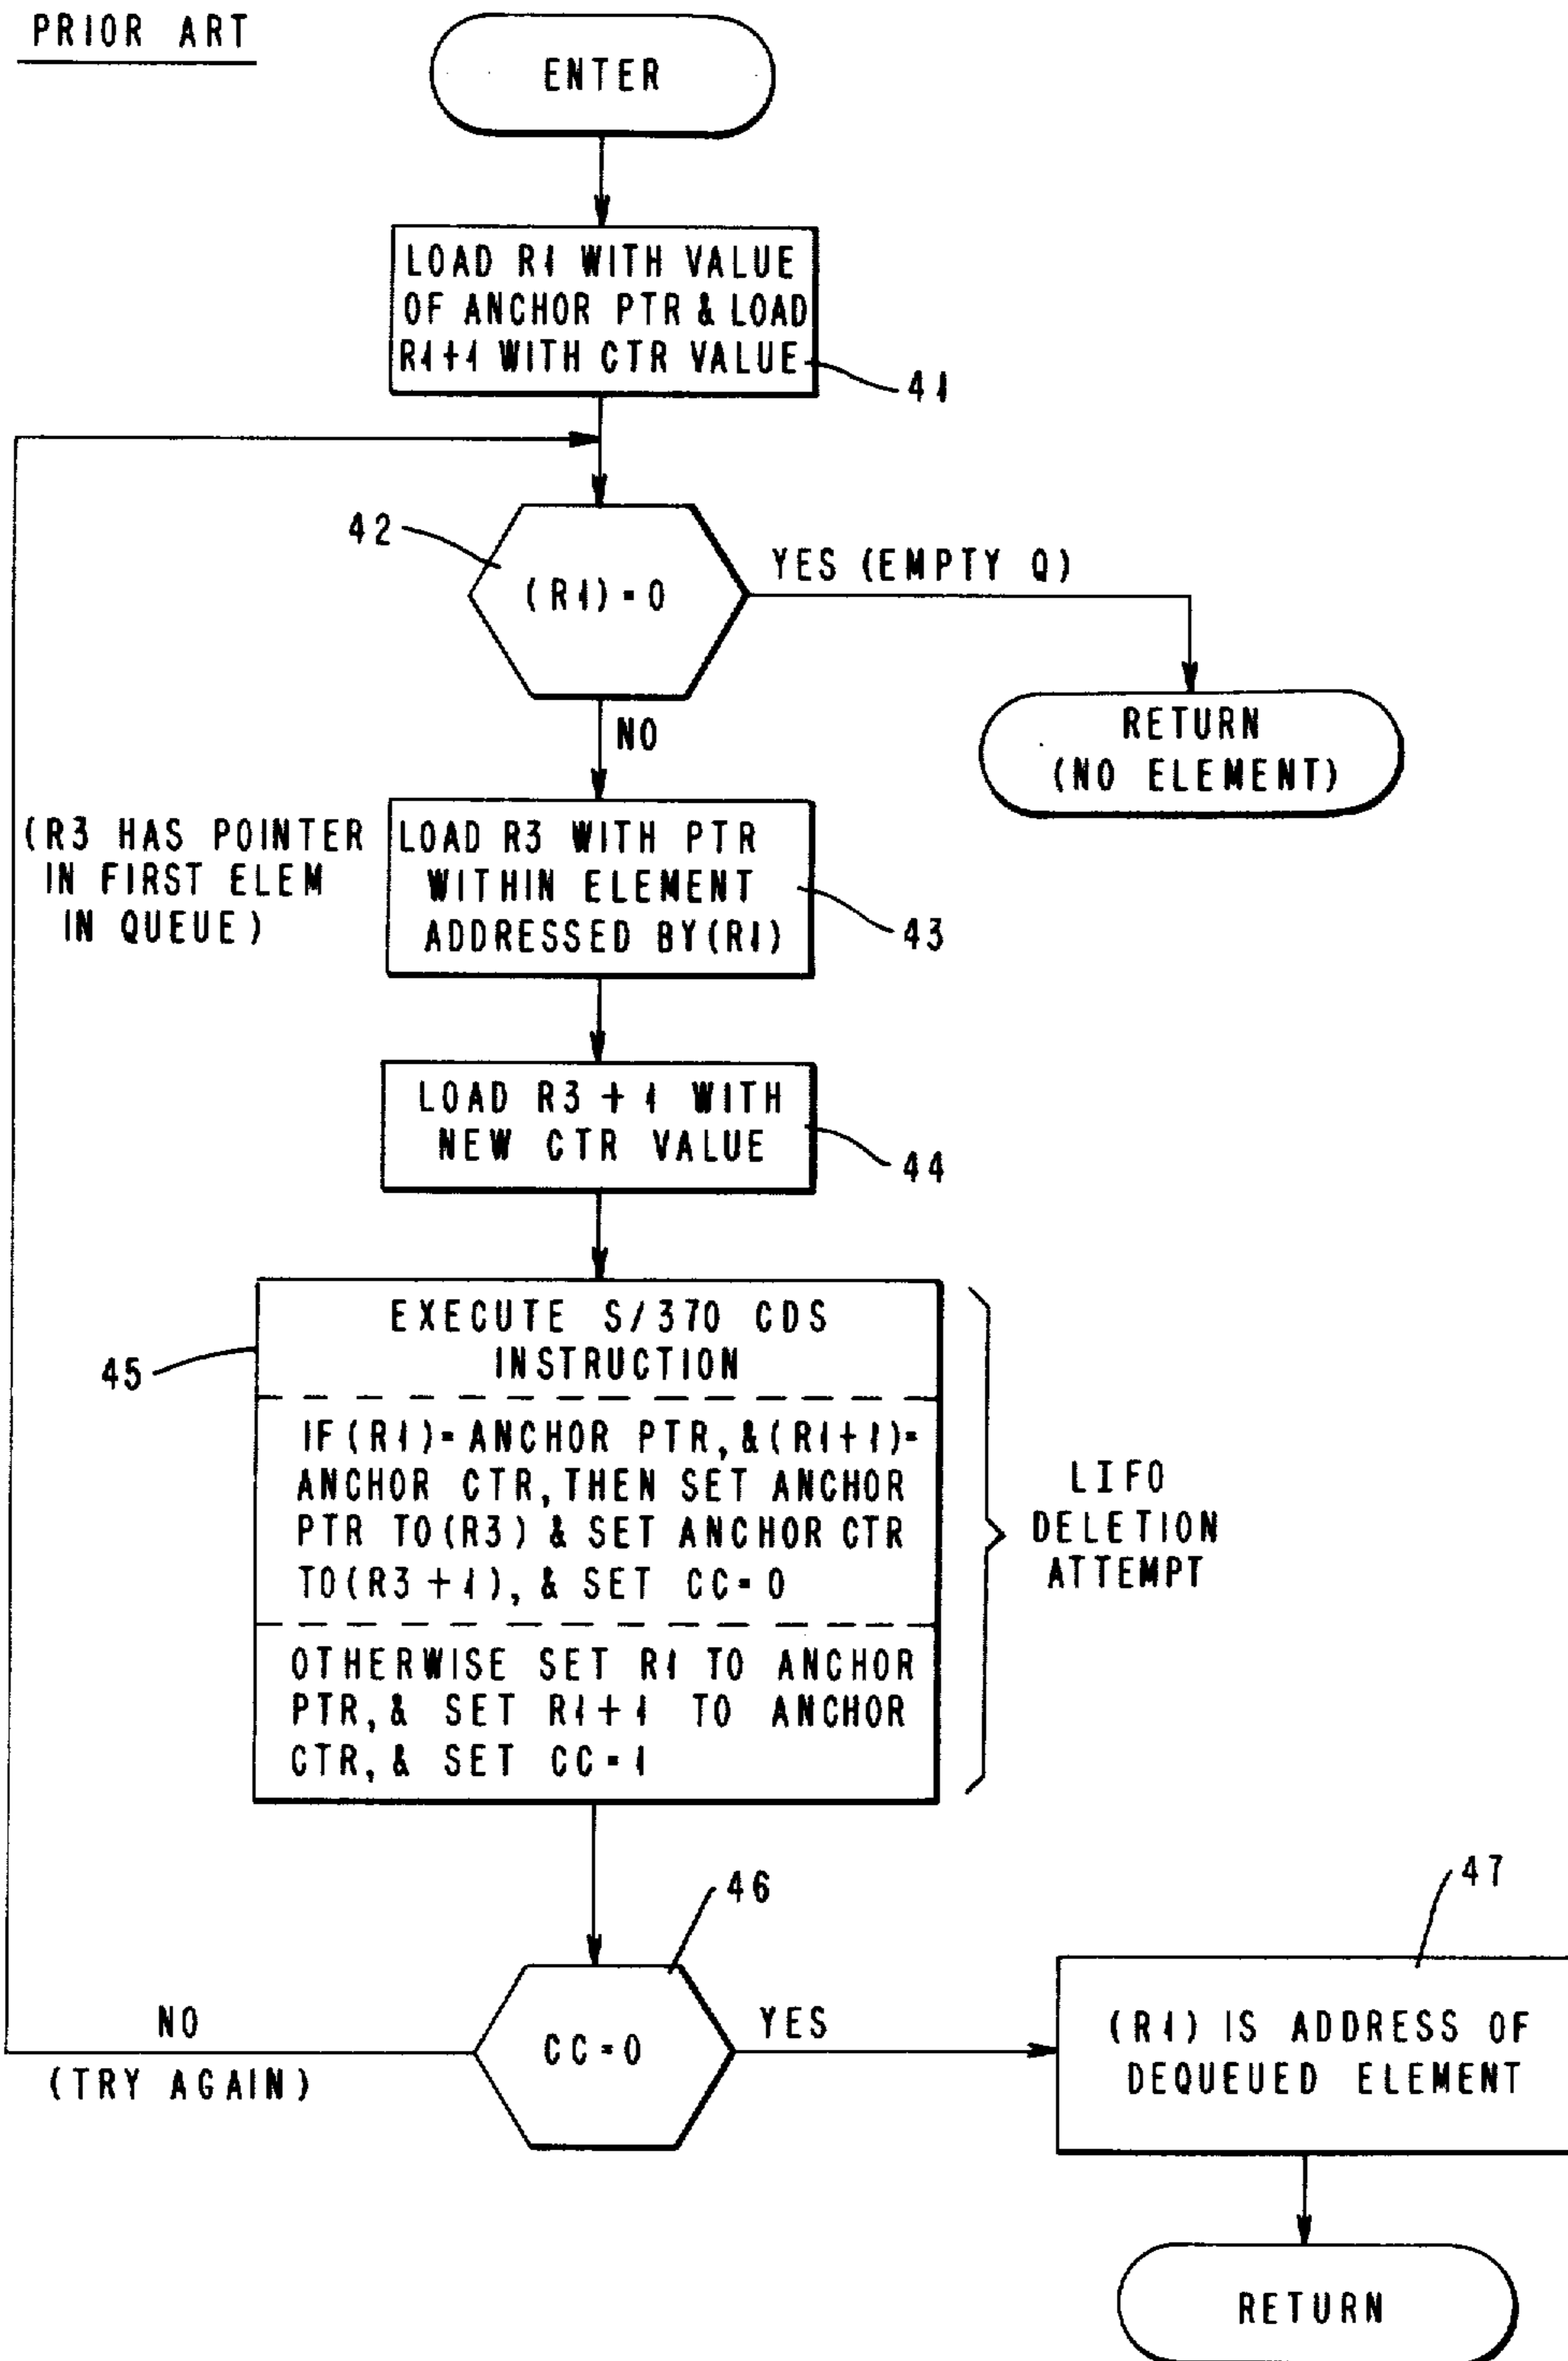 PRIOR ART
ENTER
LOAD R1 WITH VALUE
OF ANCHOR PTR & LOAD
R1+1 WITH CTR VALUE
41
42
(R1)=0
YES (EMPTY Q)
RETURN
(NO ELEMENT)
NO
(R3 HAS POINTER
IN FIRST ELEM
IN QUEUE)
LOAD R3 WITH PTR
WITHIN ELEMENT
ADDRESSED BY (R1)
43
LOAD R3 + 1 WITH
NEW CTR VALUE
44
EXECUTE S/370 CDS
INSTRUCTION
45
IF (R1)=ANCHOR PTR, & (R1+1)=
ANCHOR CTR, THEN SET ANCHOR
PTR TO (R3) & SET ANCHOR CTR
TO (R3+1), & SET CC=0
OTHERWISE SET R1 TO ANCHOR
PTR, & SET R1+1 TO ANCHOR
CTR, & SET CC=1
LIFO
DELETION
ATTEMPT
46
CC=0
NO
(TRY AGAIN)
YES
47
(R1) IS ADDRESS OF
DEQUEUED ELEMENT
RETURN